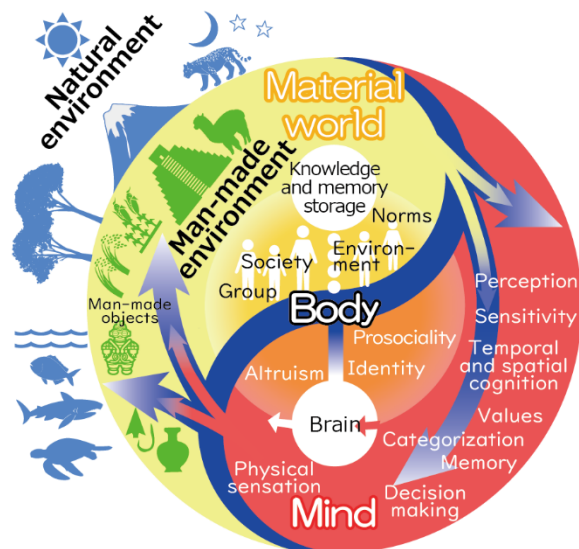 Natural
environment
Material
world
Man-made
environment
Knowledge
and memory
storage
Norms
Society
Environ-
ment
Group
Body
Man-made
objects
Perception
Sensitivity
Temporal
and spatial
cognition
Values
Categorization
Memory
Decision
making
Prosociality
Identity
Altruism
Brain
Physical
sensation
Mind